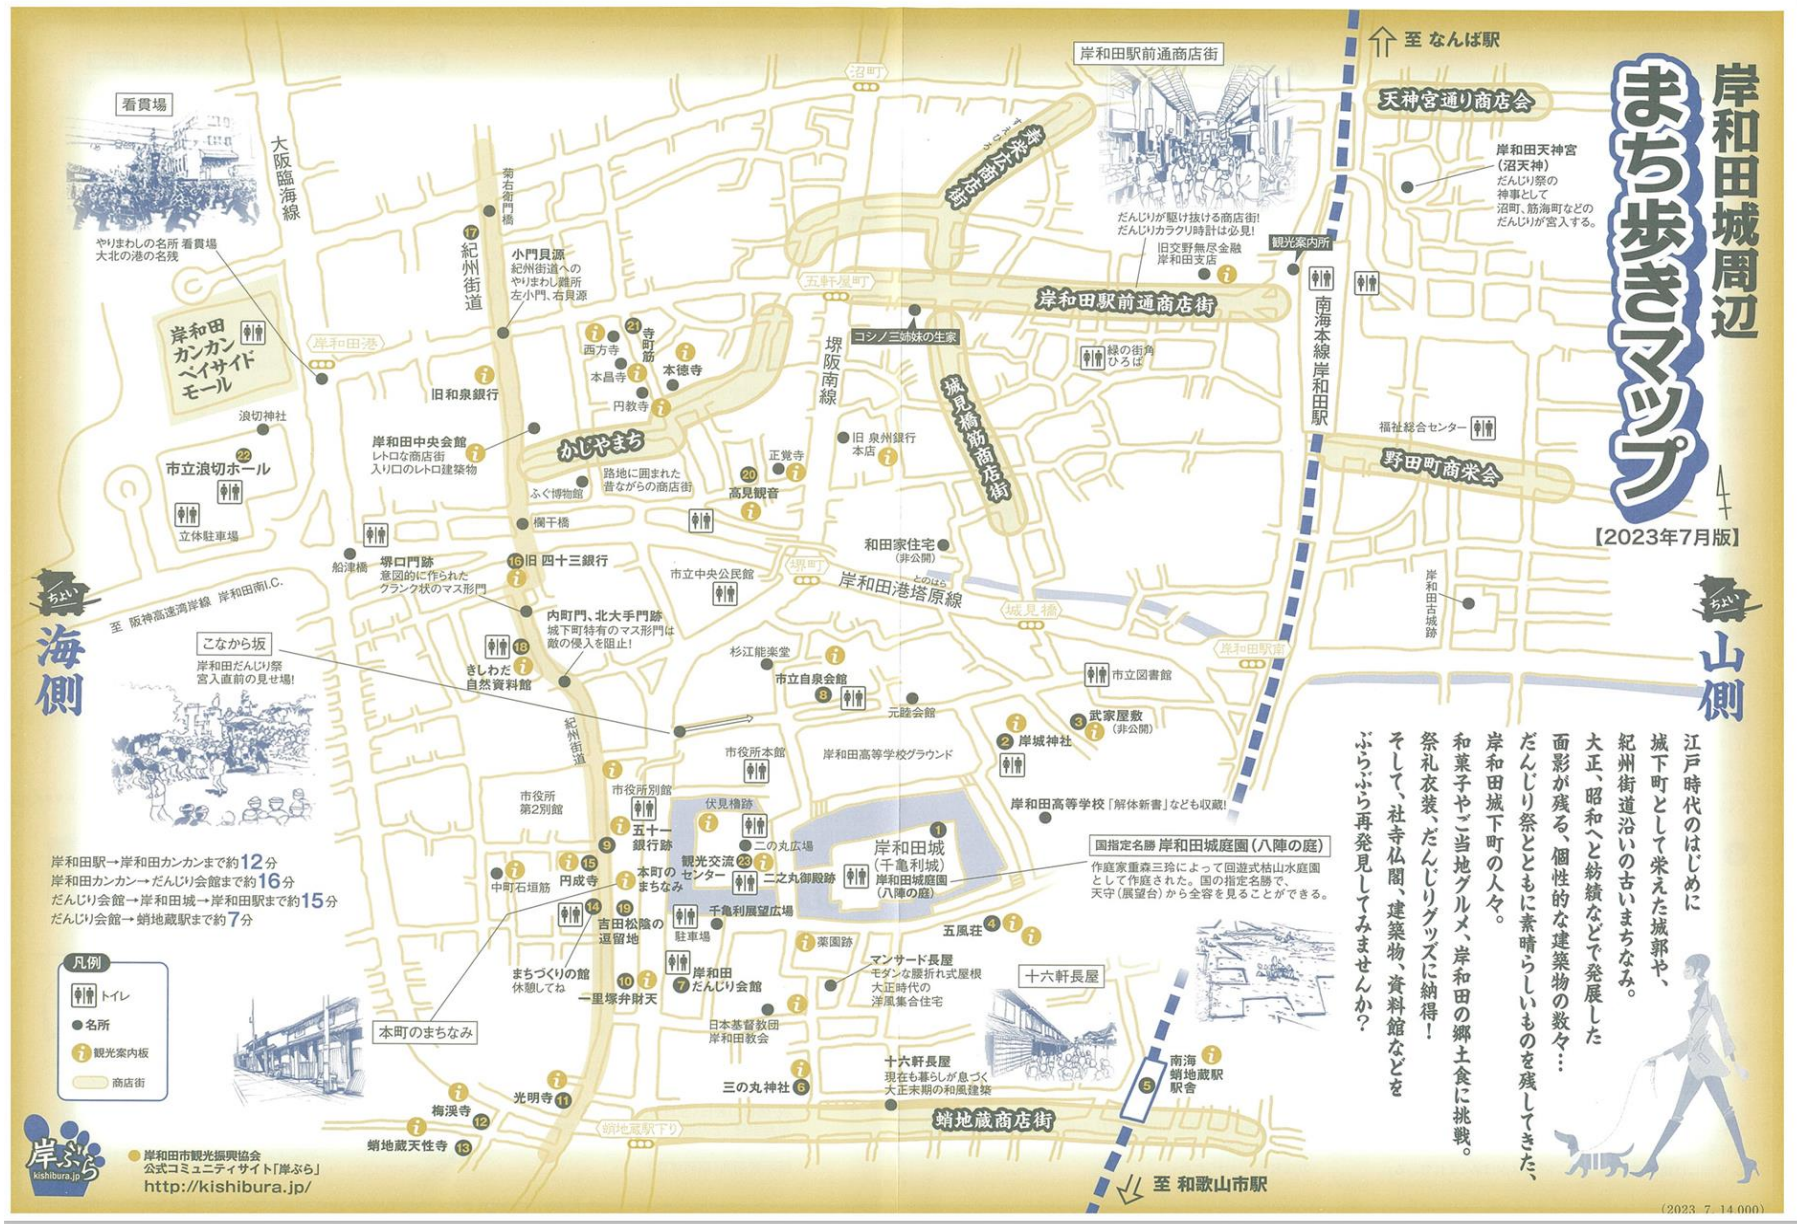 岸和田城周辺
まち歩きマップ
【2023年7月版】
至 なんば駅
天神宮通り商店会
岸和田天神宮
(沼天神)
だんじり祭の
神事として
沼町、筋海町などの
だんじりが宮入する。
岸和田駅前通商店街
だんじりが駆け抜ける商店街!
だんじりカラクリ時計は必見!
旧交野無尽金融
岸和田支店
観光案内所
沼町
すえひろ
寿栄広商店街
看貫場
やりまわしの名所 看貫場
大北の港の名残
大阪臨海線
菊右衛門橋
17
紀州街道
小門貝源
紀州街道への
やりまわし難所
左小門、右貝源
五軒屋町
岸和田駅前通商店街
南海本線 岸和田駅
コシノ三姉妹の生家
緑の街角
ひろば
堺阪南線
城見橋筋商店街
岸和田
カンカン
ベイサイド
モール
岸和田港
21
寺町筋
西方寺
本昌寺
本徳寺
円教寺
旧和泉銀行
浪切神社
22
市立浪切ホール
立体駐車場
岸和田中央会館
レトロな商店街
入り口のレトロ建築物
かじやまち
路地に囲まれた
昔ながらの商店街
ふぐ博物館
正覚寺
20
高見観音
旧 泉州銀行
本店
福祉総合センター
野田町商栄会
欄干橋
船津橋
堺口門跡
意図的に作られた
クランク状のマス形門
16
旧 四十三銀行
和田家住宅
(非公開)
市立中央公民館
堺町
とのはら
岸和田港塔原線
城見橋
岸和田駅南
岸和田古城跡
ちょい
海側
ちょい
山側
至 阪神高速湾岸線 岸和田南I.C.
こなから坂
岸和田だんじり祭
宮入直前の見せ場!
内町門、北大手門跡
城下町特有のマス形門は
敵の侵入を阻止!
18
きしわだ
自然資料館
杉江能楽堂
市立自泉会館
8
元睦会館
市立図書館
3
武家屋敷
(非公開)
2
岸城神社
紀州街道
市役所本館
岸和田高等学校グラウンド
市役所
第2別館
市役所別館
伏見櫓跡
五十一
銀行跡
9
二の丸広場
観光交流
センター
23
二之丸御殿跡
1
岸和田城
(千亀利城)
岸和田城庭園
(八陣の庭)
岸和田高等学校「解体新書」なども収蔵!
国指定名勝 岸和田城庭園(八陣の庭)
作庭家重森三玲によって回遊式枯山水庭園
として作庭された。国の指定名勝で、
天守(展望台)から全容を見ることができる。
15
円成寺
中町石垣筋
本町の
まちなみ
14
19
吉田松陰の
逗留地
千亀利展望広場
駐車場
薬園跡
五風荘
4
まちづくりの館
休憩してね
10
一里塚弁財天
7
岸和田
だんじり会館
マンサード長屋
モダンな腰折れ式屋根
大正時代の
洋風集合住宅
十六軒長屋
日本基督教団
岸和田教会
本町のまちなみ
三の丸神社
6
十六軒長屋
現在も暮らしが息づく
大正末期の和風建築
南海
蛸地蔵駅
駅舎
5
光明寺
11
梅渓寺
12
蛸地蔵天性寺
13
蛸地蔵駅下り
蛸地蔵商店街
至 和歌山市駅
岸和田駅→岸和田カンカンまで約12分
岸和田カンカン→だんじり会館まで約16分
だんじり会館→岸和田城→岸和田駅まで約15分
だんじり会館→蛸地蔵駅まで約7分
凡例
トイレ
名所
観光案内板
商店街
岸ぶら
kishibura.jp
岸和田市観光振興協会
公式コミュニティサイト「岸ぶら」
http://kishibura.jp/
江戸時代のはじめに
城下町として栄えた城郭や、
紀州街道沿いの古いまちなみ。
大正、昭和へと紡績などで発展した
面影が残る、個性的な建築物の数々…
だんじり祭とともに素晴らしいものを残してきた、
岸和田城下町の人々。
和菓子やご当地グルメ、岸和田の郷土食に挑戦。
祭礼衣装、だんじりグッズに納得!
そして、社寺仏閣、建築物、資料館などを
ぶらぶら再発見してみませんか?
(2023. 7. 14,000)